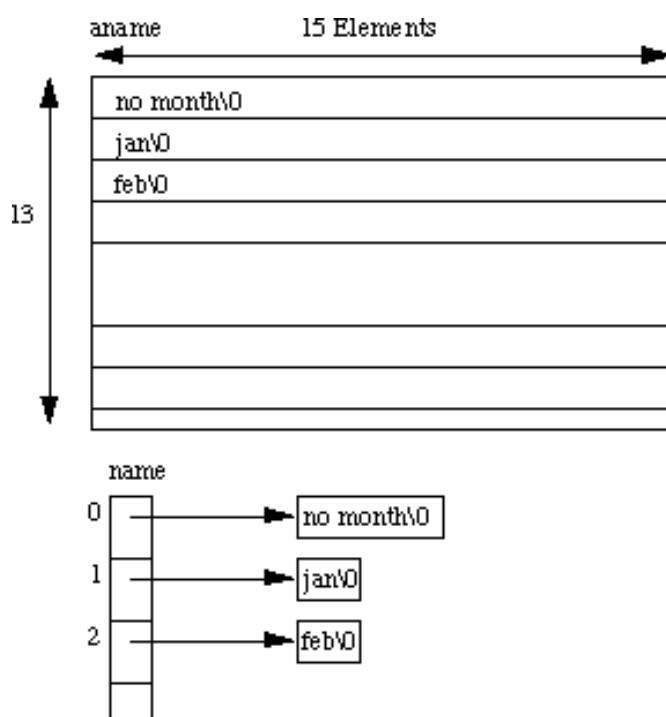 aname 15 Elements
no month\0
jan\0
feb\0
13
name
0 no month\0
1 jan\0
2 feb\0